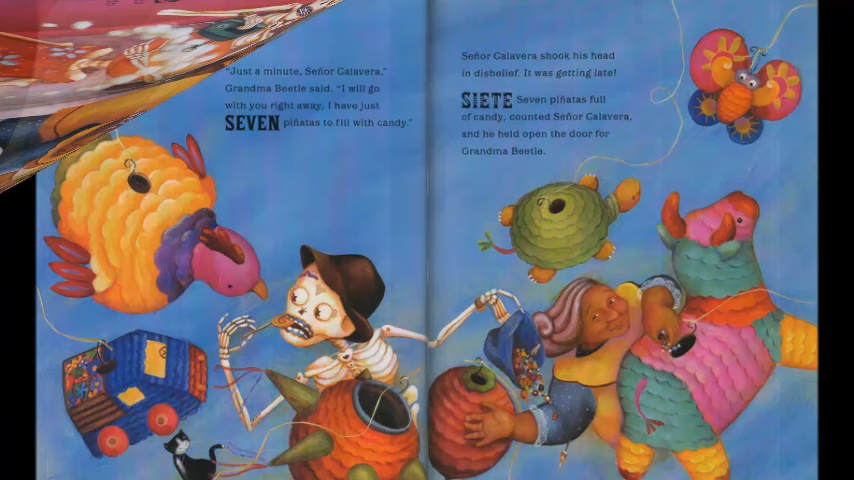 "Just a minute, Señor Calavera,"
Grandma Beetle said. "I will go
with you right away, I have just
SEVEN piñatas to fill with candy."
Señor Calavera shook his head
in disbelief. It was getting late!
SIETE Seven piñatas full
of candy, counted Señor Calavera,
and he held open the door for
Grandma Beetle.